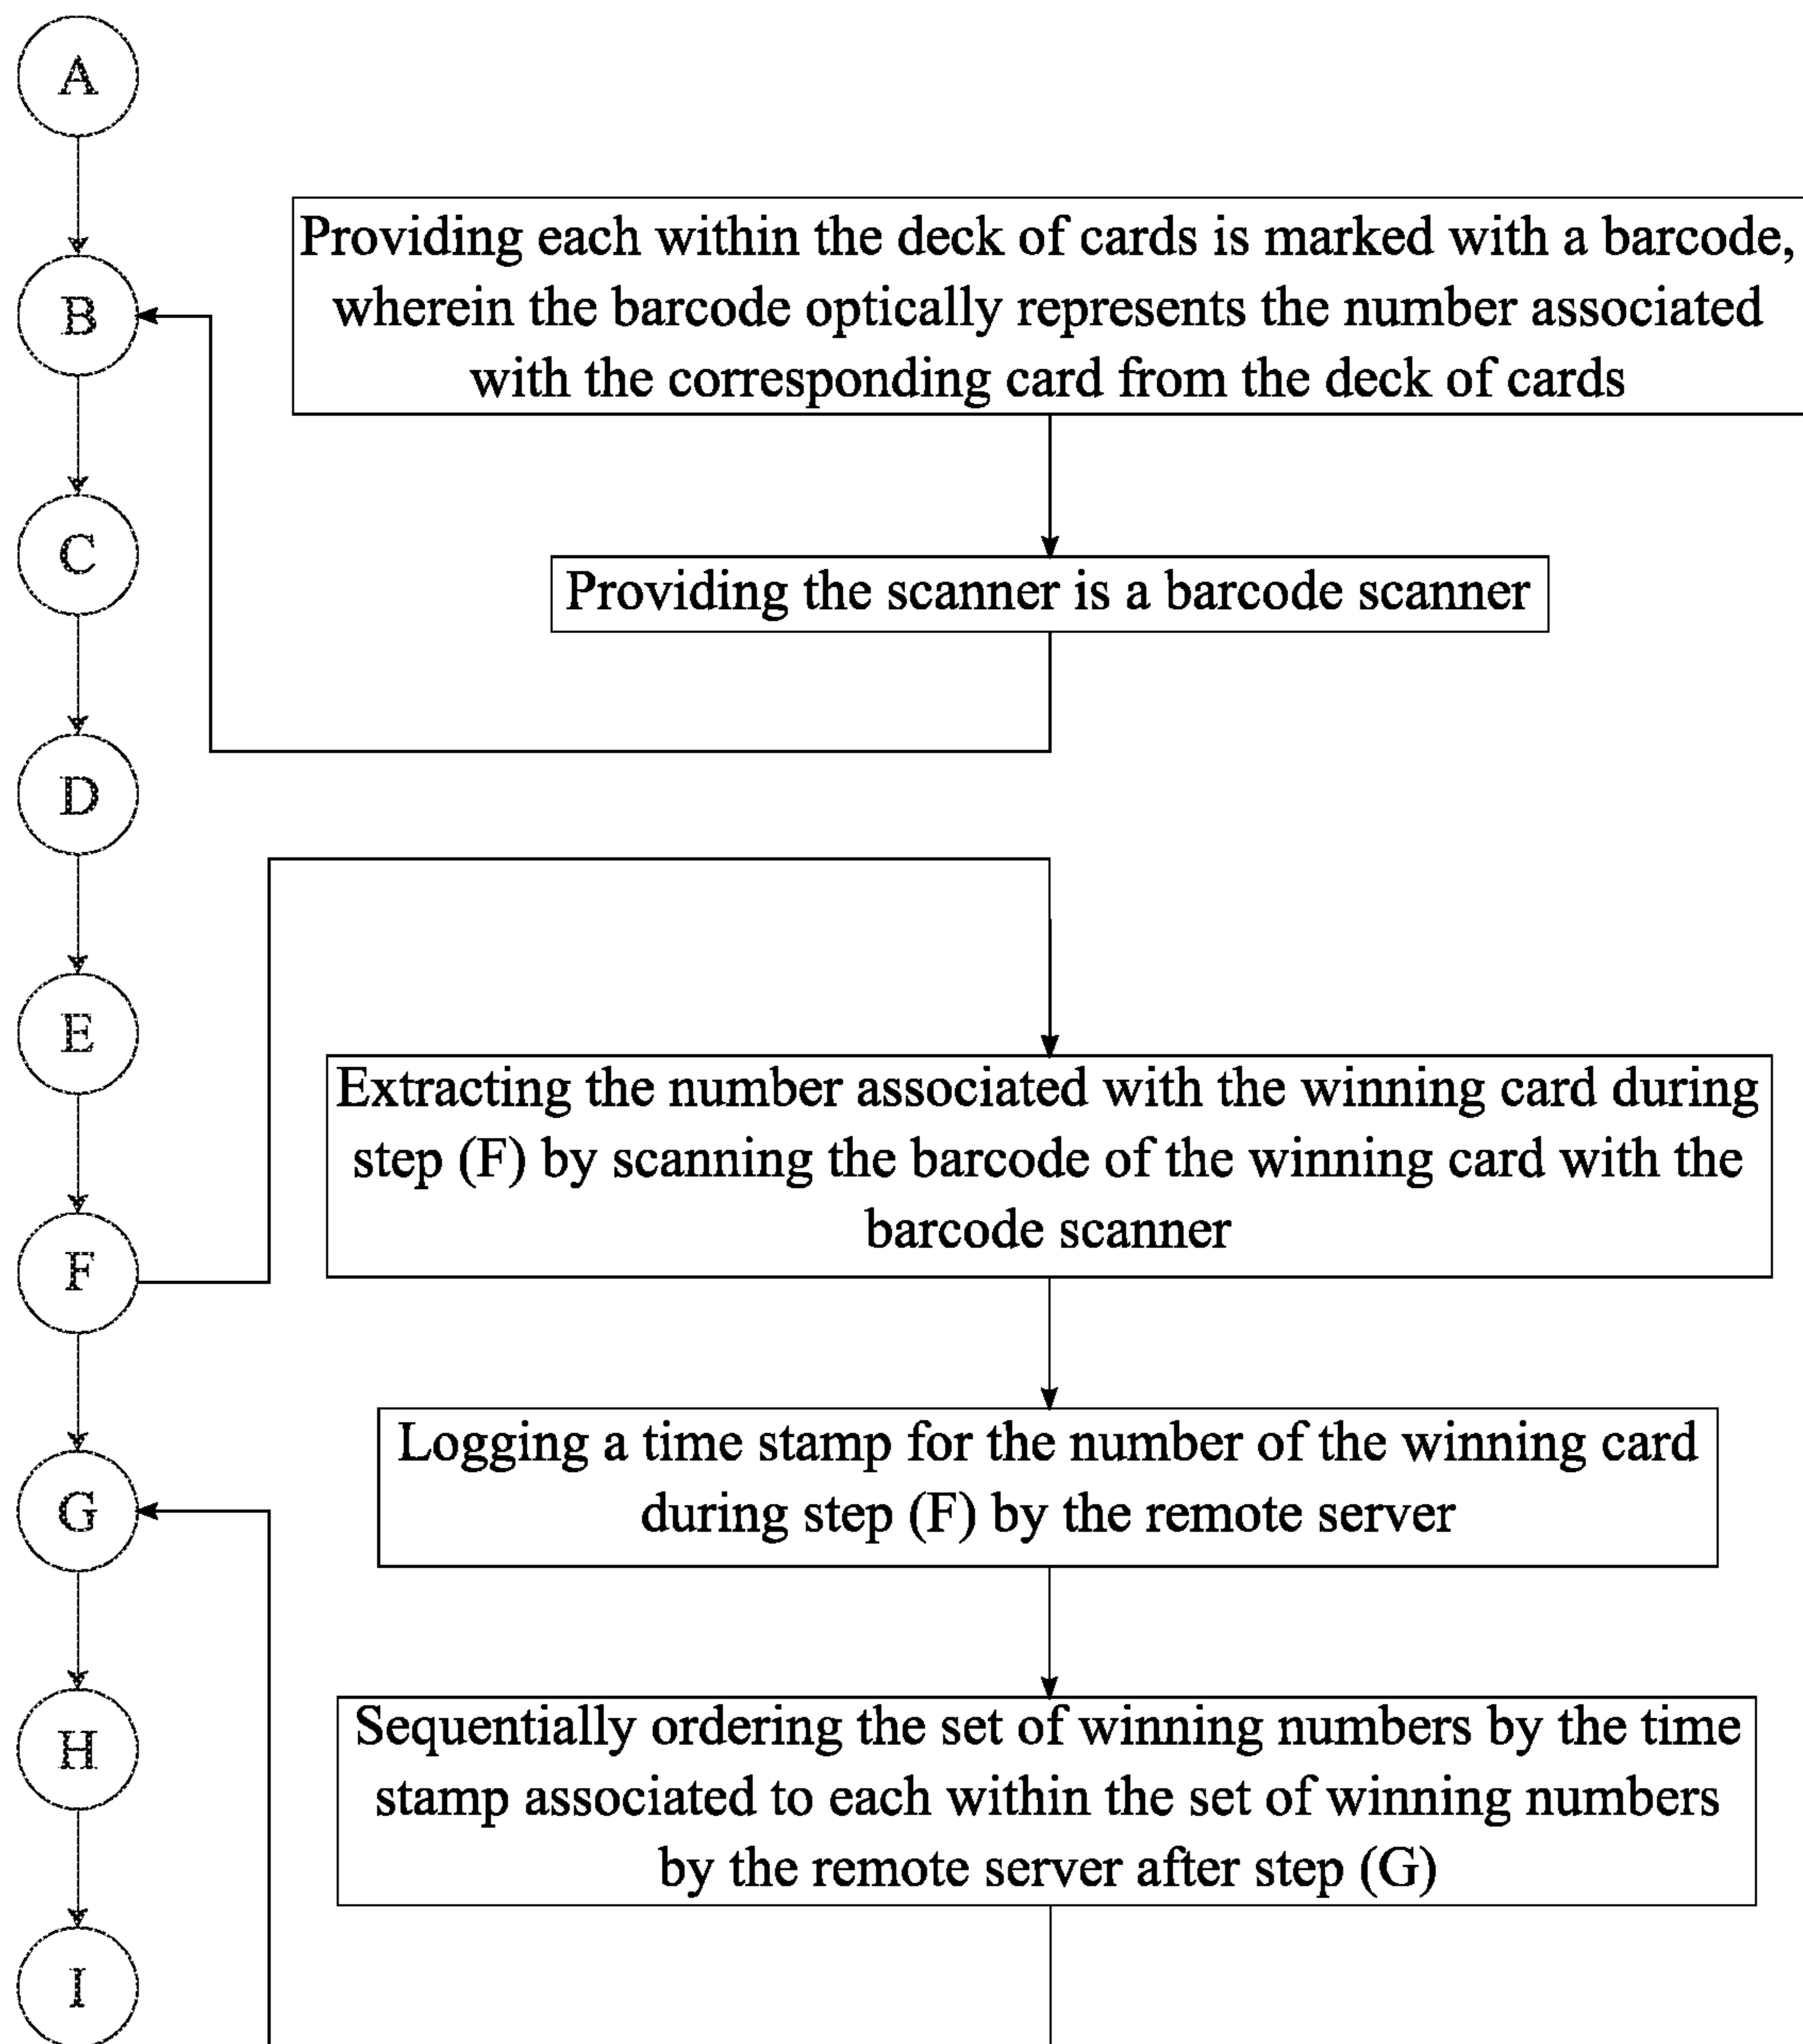 A
B
C
D
E
F
G
H
I
Providing each within the deck of cards is marked with a barcode,
wherein the barcode optically represents the number associated
with the corresponding card from the deck of cards
Providing the scanner is a barcode scanner
Extracting the number associated with the winning card during
step (F) by scanning the barcode of the winning card with the
barcode scanner
Logging a time stamp for the number of the winning card
during step (F) by the remote server
Sequentially ordering the set of winning numbers by the time
stamp associated to each within the set of winning numbers
by the remote server after step (G)